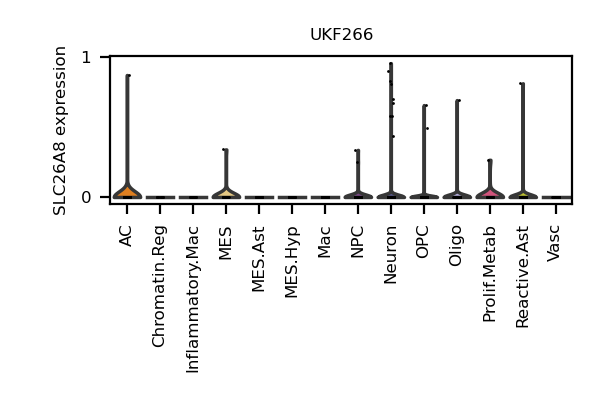 UKF266
SLC26A8 expression
1
0
AC
Chromatin.Reg
Inflammatory.Mac
MES
MES.Ast
MES.Hyp
Mac
NPC
Neuron
OPC
Oligo
Prolif.Metab
Reactive.Ast
Vasc